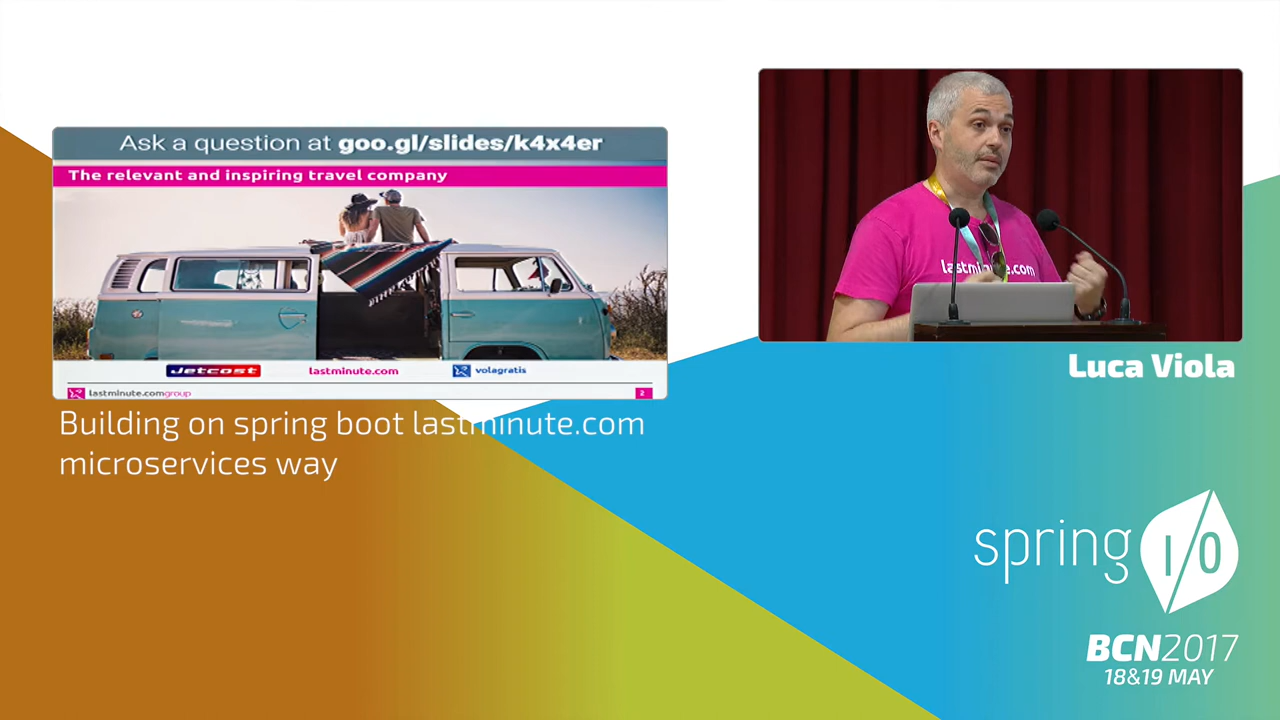 Ask a question at goo.gl/slides/k4x4er
The relevant and inspiring travel company
Jetcost
lastminute.com
volagratis
lastminute.comgroup
2
Building on spring boot lastminute.com
microservices way
lastminute.com
Luca Viola
spring I/O
BCN2017
18&19 MAY